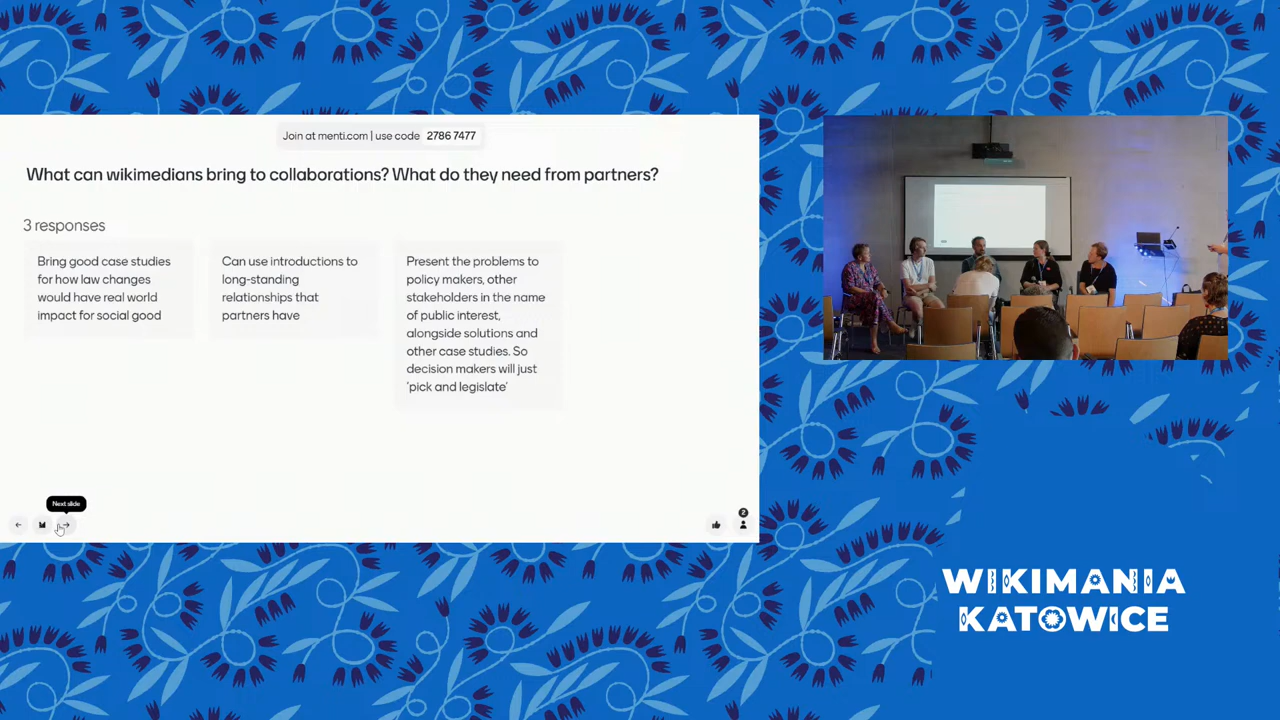 Join at menti.com | use code 2786 7477
What can wikimedians bring to collaborations? What do they need from partners?
3 responses
Bring good case studies
for how law changes
would have real world
impact for social good
Can use introductions to
long-standing
relationships that
partners have
Present the problems to
policy makers, other
stakeholders in the name
of public interest,
alongside solutions and
other case studies. So
decision makers will just
'pick and legislate'
Next slide
2
WIKIMANIA
KATOWICE